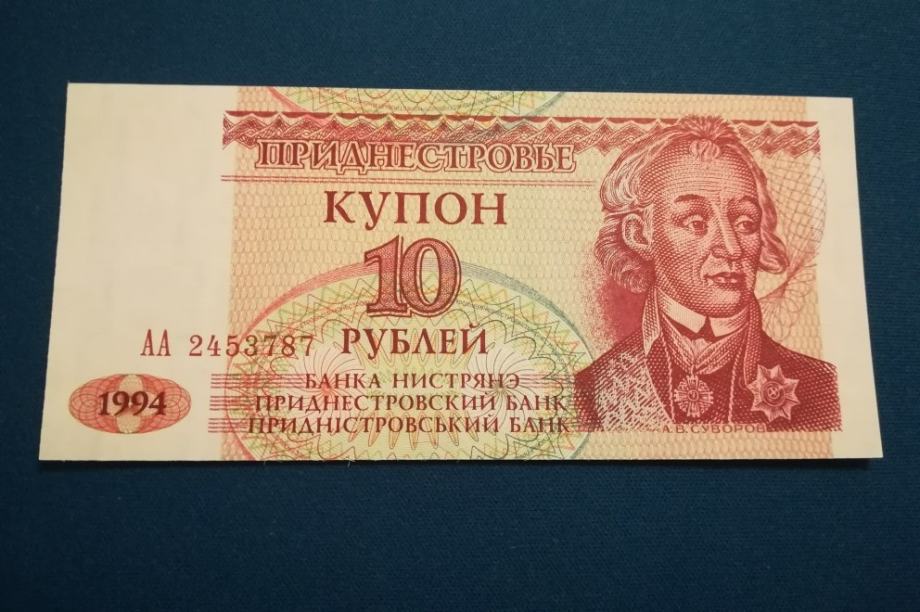 ПРИДНЕСТРОВЬЕ
КУПОН
10
РУБЛЕЙ
АА 2453787
1994
БАНКА НИСТРЯНЭ
ПРИДНЕСТРОВСКИЙ БАНК
ПРИДНІСТРОВСЬКИЙ БАНК
А.В.СУВОРОВ